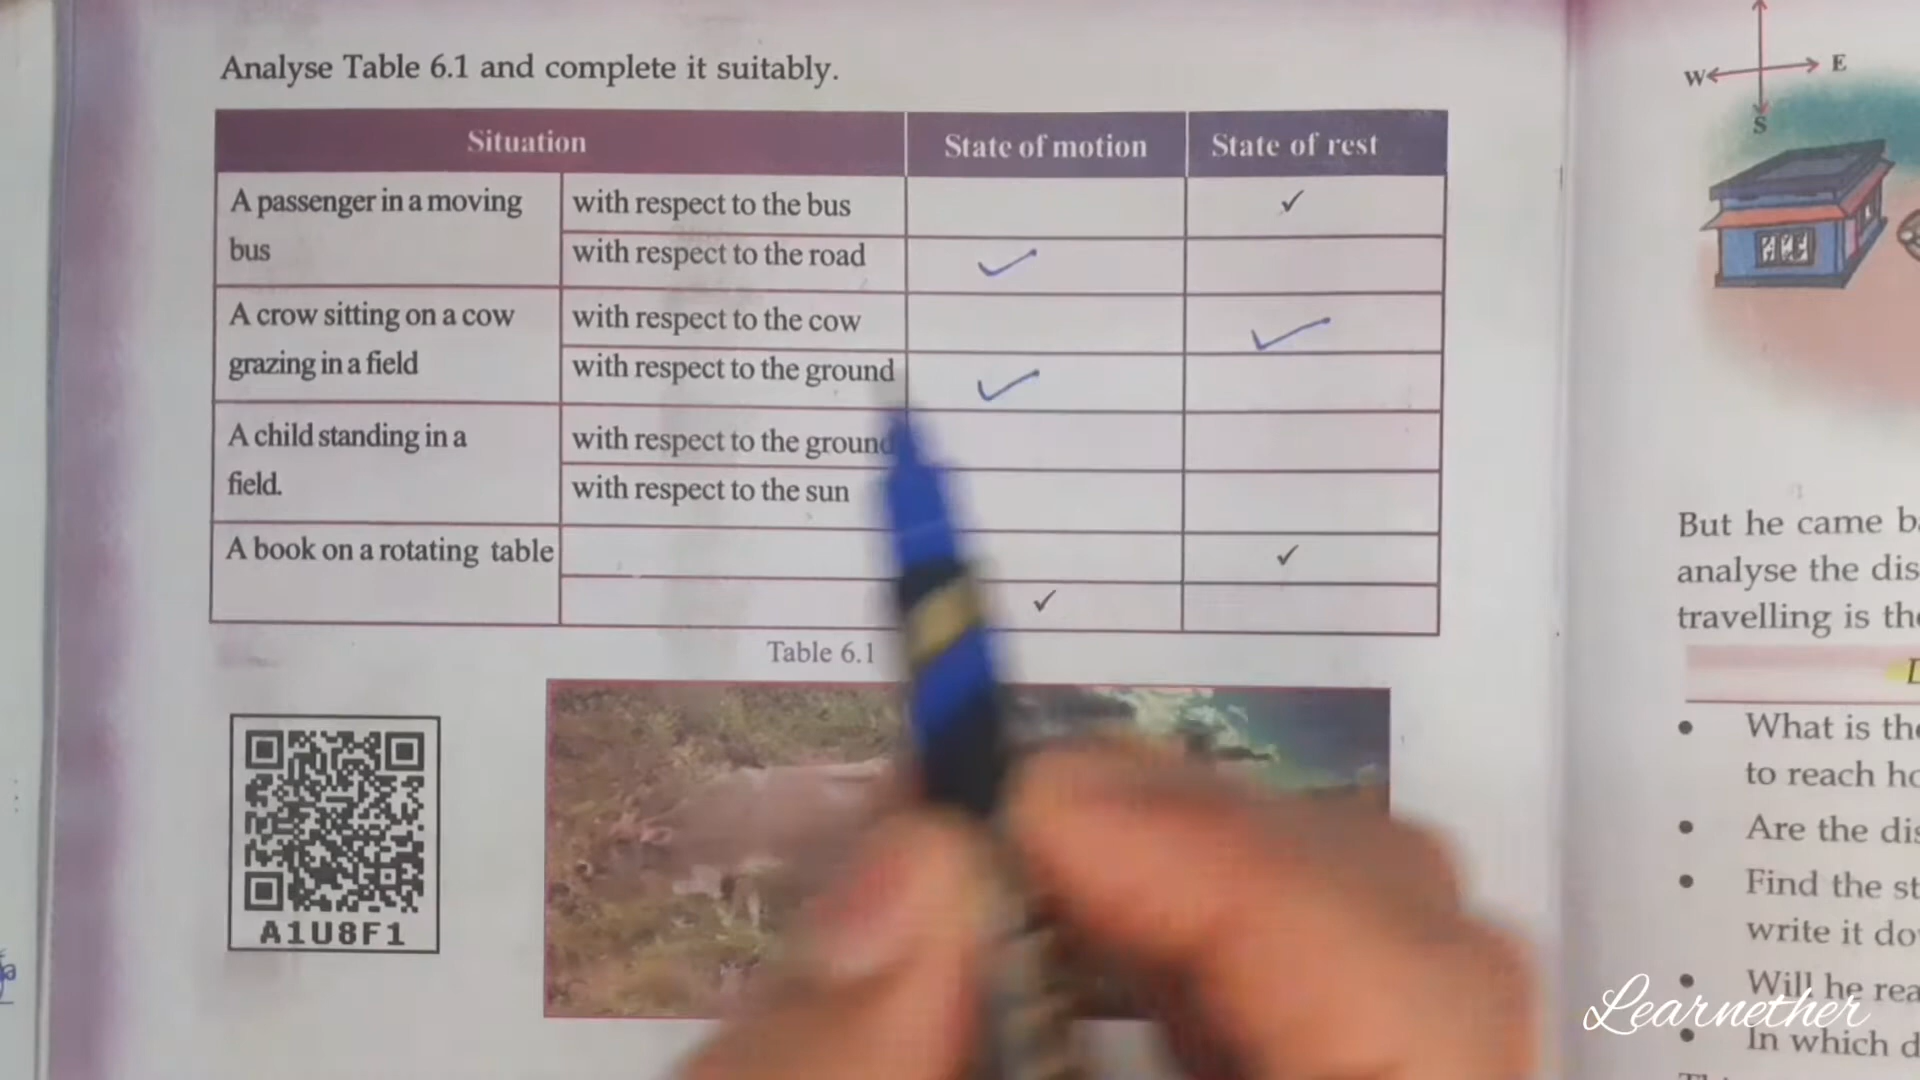 Analyse Table 6.1 and complete it suitably.
Situation State of motion State of rest
A passenger in a moving bus
with respect to the bus ✓
with respect to the road ✓
A crow sitting on a cow grazing in a field
with respect to the cow ✓
with respect to the ground ✓
A child standing in a field.
with respect to the ground
with respect to the sun
A book on a rotating table ✓
✓
Table 6.1
A1U8F1
W E
S
But he came
analyse the
travelling is
What is
to reach
Are the
Find the
write it
Will he
In which
Learnether